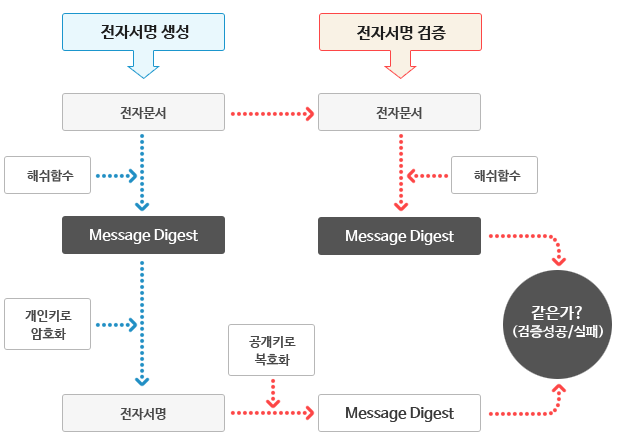 전자서명 생성
전자서명 검증
전자문서
전자문서
해쉬함수
해쉬함수
Message Digest
Message Digest
같은가?
(검증성공/실패)
개인키로
암호화
공개키로
복호화
전자서명
Message Digest